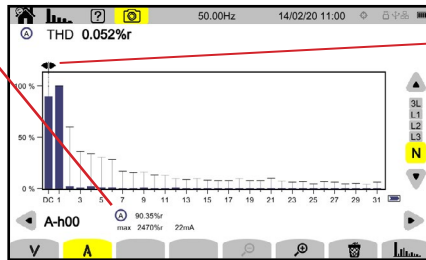 ? 50.00Hz 14/02/20 11:00
A THD 0.052%r
100 %
50 %
0 %
DC 1 3 5 7 9 11 13 15 17 19 21 23 25 27 29 31
3L
L1
L2
L3
N
A-h00
A 90.35%r
max 2470%r 22mA
V A